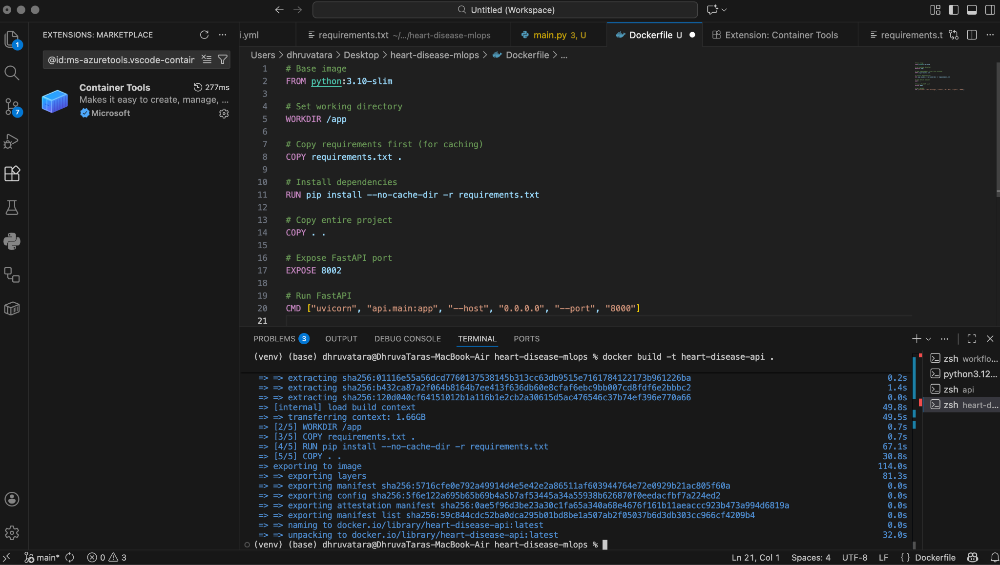 Untitled (Workspace)
EXTENSIONS: MARKETPLACE
i.yml
requirements.txt ~/.../heart-disease-mlops
main.py 3, U
Dockerfile U
Extension: Container Tools
requirements.t
1
@id:ms-azuretools.vscode-contair
Users > dhruvatara > Desktop > heart-disease-mlops > Dockerfile > ...
Container Tools 277ms
Makes it easy to create, manage, ...
Microsoft
7
1 # Base image
2 FROM python:3.10-slim
3
4 # Set working directory
5 WORKDIR /app
6
7 # Copy requirements first (for caching)
8 COPY requirements.txt .
9
10 # Install dependencies
11 RUN pip install --no-cache-dir -r requirements.txt
12
13 # Copy entire project
14 COPY . .
15
16 # Expose FastAPI port
17 EXPOSE 8002
18
19 # Run FastAPI
20 CMD ["uvicorn", "api.main:app", "--host", "0.0.0.0", "--port", "8000"]
21
PROBLEMS 3 OUTPUT DEBUG CONSOLE TERMINAL PORTS
(venv) (base) dhruvatara@DhruvaTaras-MacBook-Air heart-disease-mlops % docker build -t heart-disease-api .
=> => extracting sha256:01116e55a56dcd7760137538145b313cc63db9515e7161784122173b961226ba 0.2s
=> => extracting sha256:b432ca87a2f064b8164b7ee413f636db60e8cfaf6ebc9bb007cd8fdf6e2bbbc2 1.4s
=> => extracting sha256:120d040cf64151012b1a116b1e2cb2a30615d5ac476546c37b74ef396e770a66 0.0s
=> [internal] load build context 49.8s
=> => transferring context: 1.66GB 49.5s
=> [2/5] WORKDIR /app 0.7s
=> [3/5] COPY requirements.txt . 0.7s
=> [4/5] RUN pip install --no-cache-dir -r requirements.txt 67.1s
=> [5/5] COPY . . 30.8s
=> exporting to image 114.0s
=> => exporting layers 81.3s
=> => exporting manifest sha256:5716cfe0e792a49914d4e5e42e2a86511af603944764e72e0929b21ac805f60a 0.0s
=> => exporting config sha256:5f6e122a695b65b69b4a5b7af53445a34a55938b626870f0eedacfbf7a224ed2 0.0s
=> => exporting attestation manifest sha256:0ae5f96d3be23a30c1fa65a340a68e4676f161b11aeaccc923b473a994d6819a 0.0s
=> => exporting manifest list sha256:59c844cdc52ba0dca295b01bd8be1a507ab2f05037b6d3db303cc966cf4209b4 0.0s
=> => naming to docker.io/library/heart-disease-api:latest 0.0s
=> => unpacking to docker.io/library/heart-disease-api:latest 32.0s
(venv) (base) dhruvatara@DhruvaTaras-MacBook-Air heart-disease-mlops %
zsh workflo...
python3.12...
zsh api
zsh heart-d...
main* 0 3
Ln 21, Col 1 Spaces: 4 UTF-8 LF {} Dockerfile